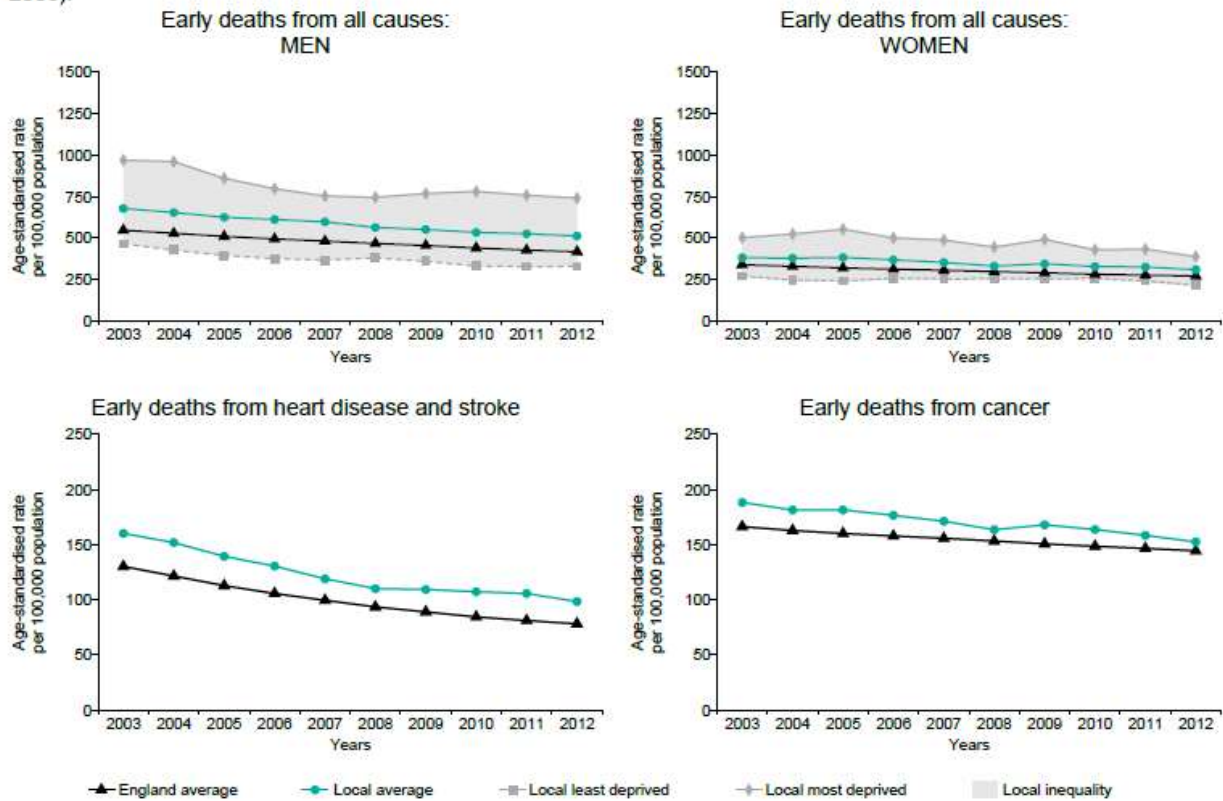 Early deaths from all causes:
MEN
1500
1250
1000
750
500
250
0
Age-standardised rate
per 100,000 population
2003 2004 2005 2006 2007 2008 2009 2010 2011 2012
Years
Early deaths from all causes:
WOMEN
1500
1250
1000
750
500
250
0
Age-standardised rate
per 100,000 population
2003 2004 2005 2006 2007 2008 2009 2010 2011 2012
Years
Early deaths from heart disease and stroke
250
200
150
100
50
0
Age-standardised rate
per 100,000 population
2003 2004 2005 2006 2007 2008 2009 2010 2011 2012
Years
Early deaths from cancer
250
200
150
100
50
0
Age-standardised rate
per 100,000 population
2003 2004 2005 2006 2007 2008 2009 2010 2011 2012
Years
England average Local average Local least deprived Local most deprived Local inequality